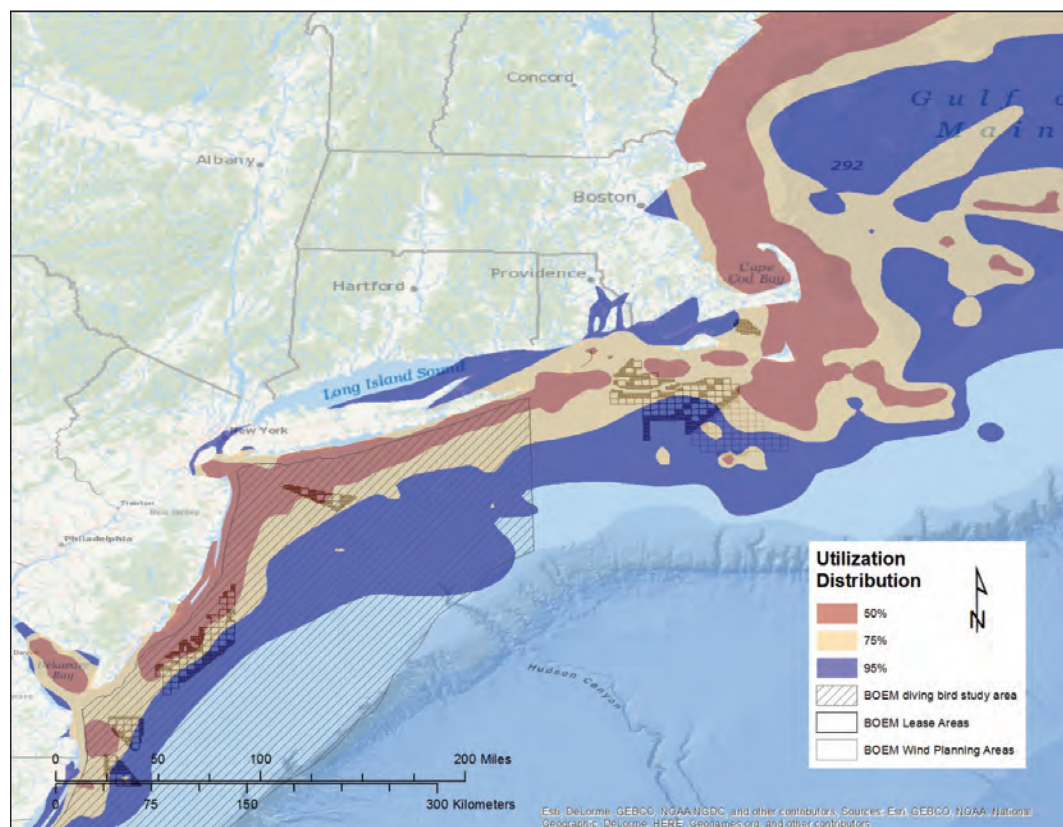 Concord
Gulf o
Main
Albany
292
Boston
Cape
Cod Bay
Providence
Hartford
Long Island Sound
New York
Trenton
New Jersey
Philadelphia
Delaware
Bay
Hudson Canyon
Utilization
Distribution
50%
75%
95%
BOEM diving bird study area
BOEM Lease Areas
BOEM Wind Planning Areas
N
0 50 100 200 Miles
0 75 150 300 Kilometers
Esri, DeLorme, GEBCO, NOAA NGDC, and other contributors. Sources: Esri, GEBCO, NOAA, National
Geographic, DeLorme, HERE, Geonames.org, and other contributors